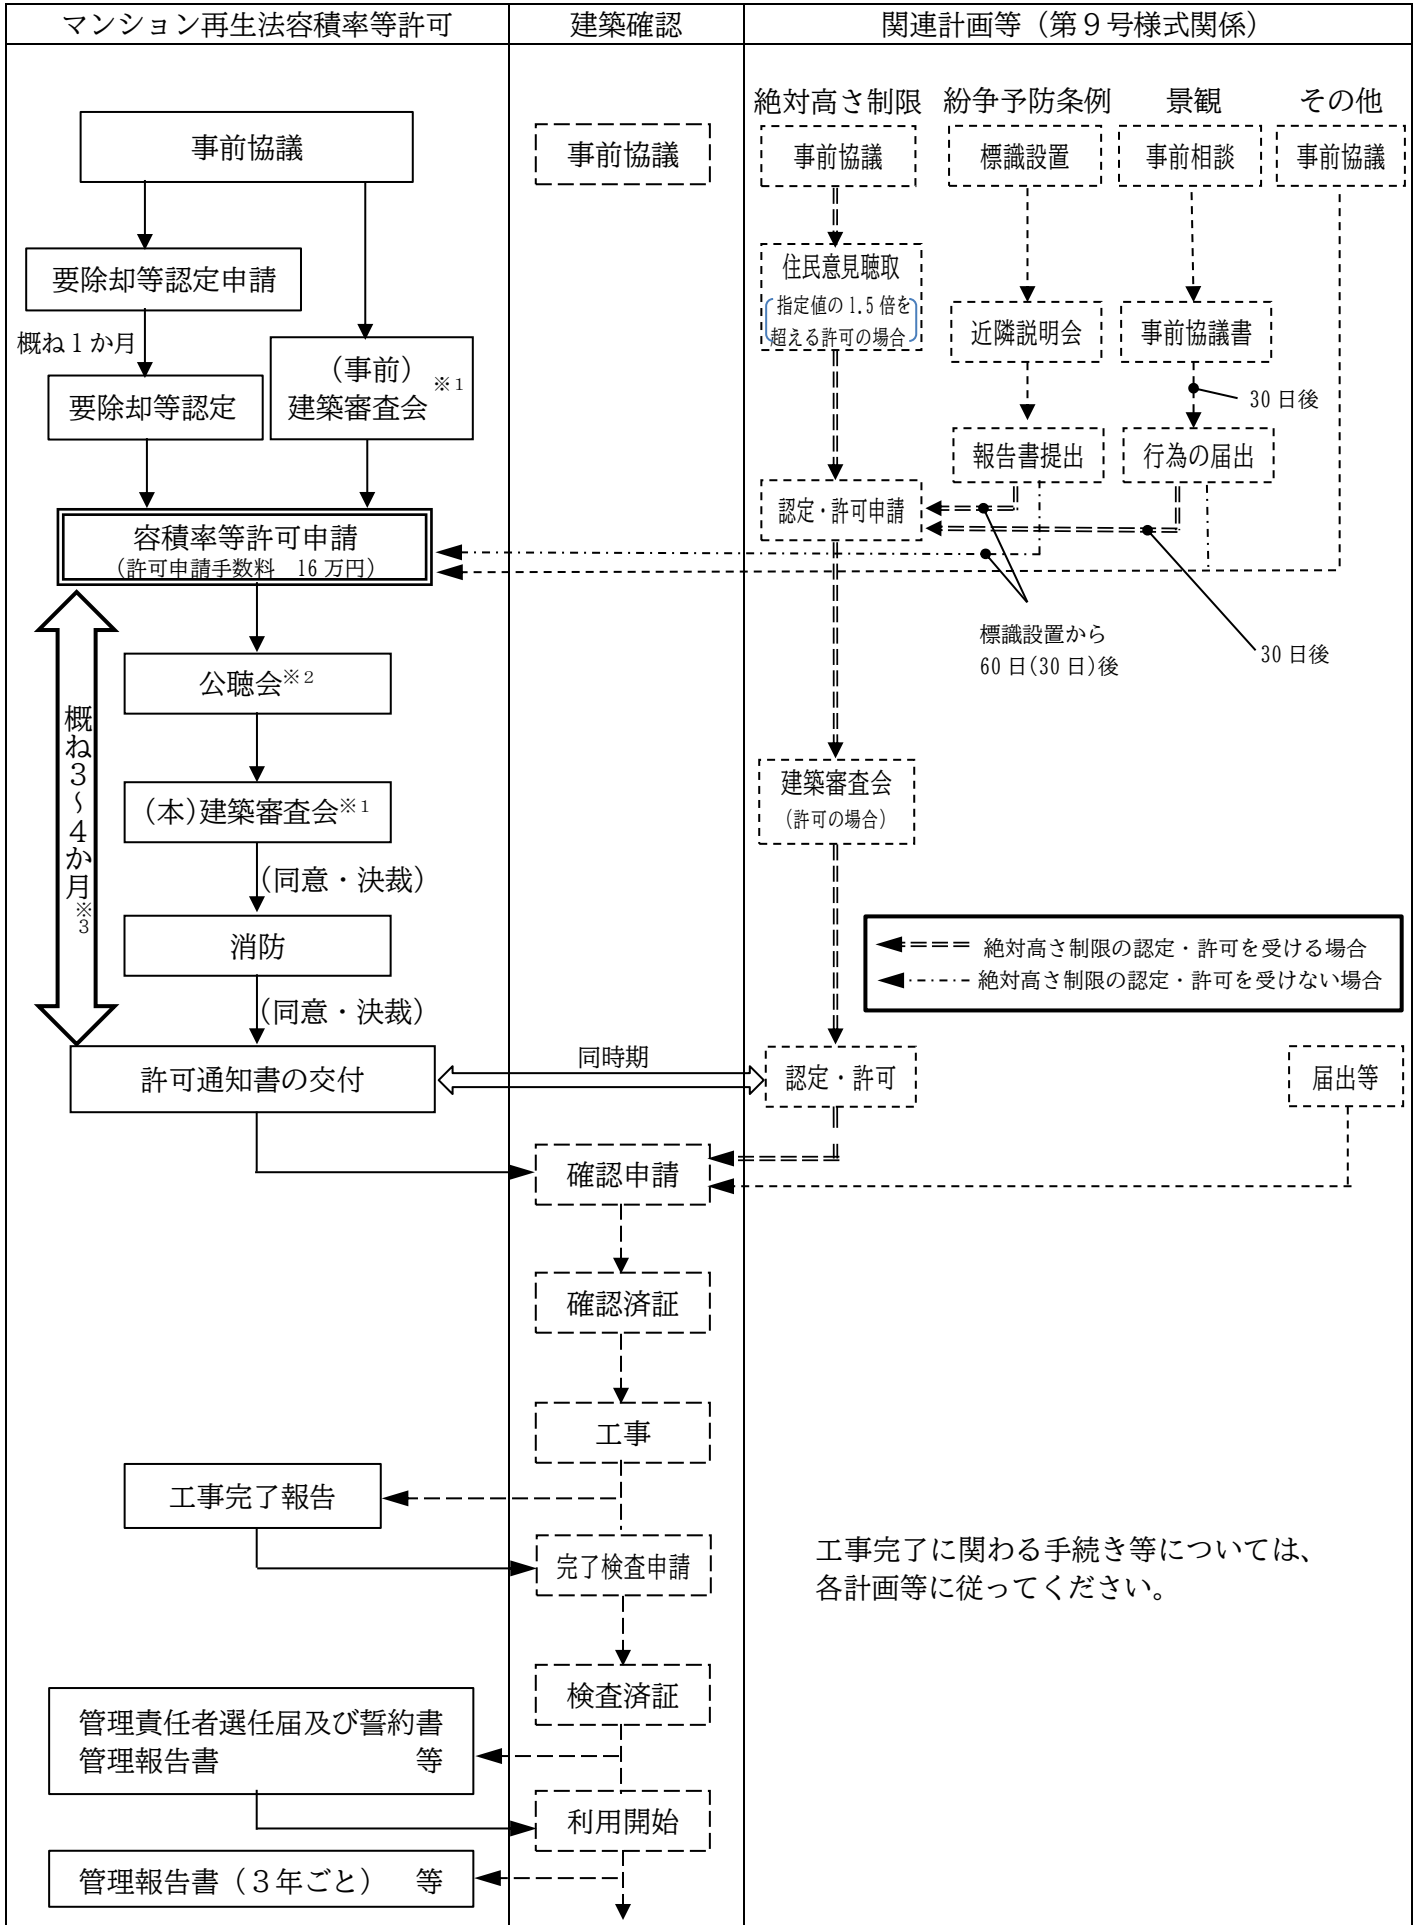 マンション再生法容積率等許可
建築確認
関連計画等（第９号様式関係）
事前協議
要除却等認定申請
概ね１か月
要除却等認定
（事前）
建築審査会※１
容積率等許可申請
（許可申請手数料　16 万円）
概ね３～４か月※３
公聴会※２
（本）建築審査会※１
（同意・決裁）
消防
（同意・決裁）
許可通知書の交付
同時期
工事完了報告
管理責任者選任届及び誓約書
管理報告書　等
管理報告書（３年ごと）　等
事前協議
確認申請
確認済証
工事
完了検査申請
検査済証
利用開始
絶対高さ制限
紛争予防条例
景観
その他
事前協議
標識設置
事前相談
事前協議
住民意見聴取
指定値の 1.5 倍を
超える許可の場合
近隣説明会
事前協議書
30 日後
報告書提出
行為の届出
認定・許可申請
標識設置から
60 日(30 日)後
30 日後
建築審査会
（許可の場合）
絶対高さ制限の認定・許可を受ける場合
絶対高さ制限の認定・許可を受けない場合
認定・許可
届出等
工事完了に関わる手続き等については、
各計画等に従ってください。